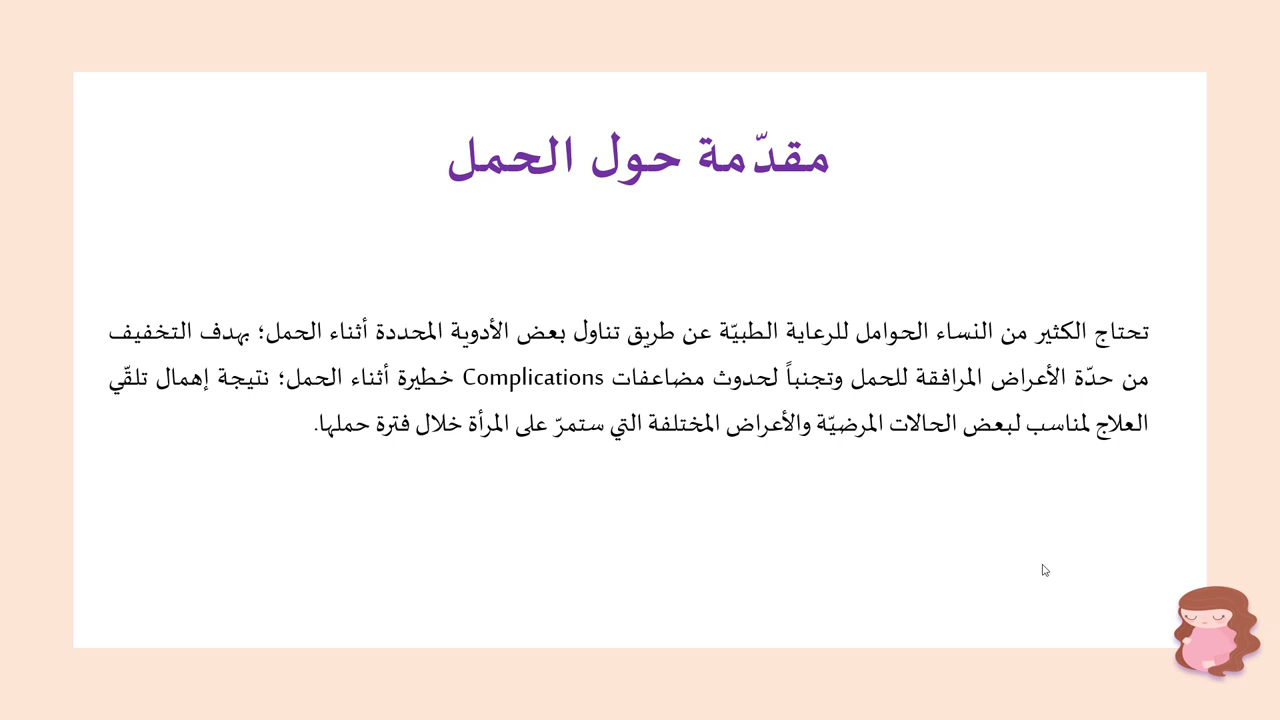 مقدّمة حول الحمل
تحتاج الكثير من النساء الحوامل للرعاية الطبيّة عن طريق تناول بعض الأدوية المحددة أثناء الحمل؛ بهدف التخفيف
من حدّة الأعراض المرافقة للحمل وتجنباً لحدوث مضاعفات Complications خطيرة أثناء الحمل؛ نتيجة إهمال تلقّي
العلاج لمناسب لبعض الحالات المرضيّة والأعراض المختلفة التي ستمرّ على المرأة خلال فترة حملها.